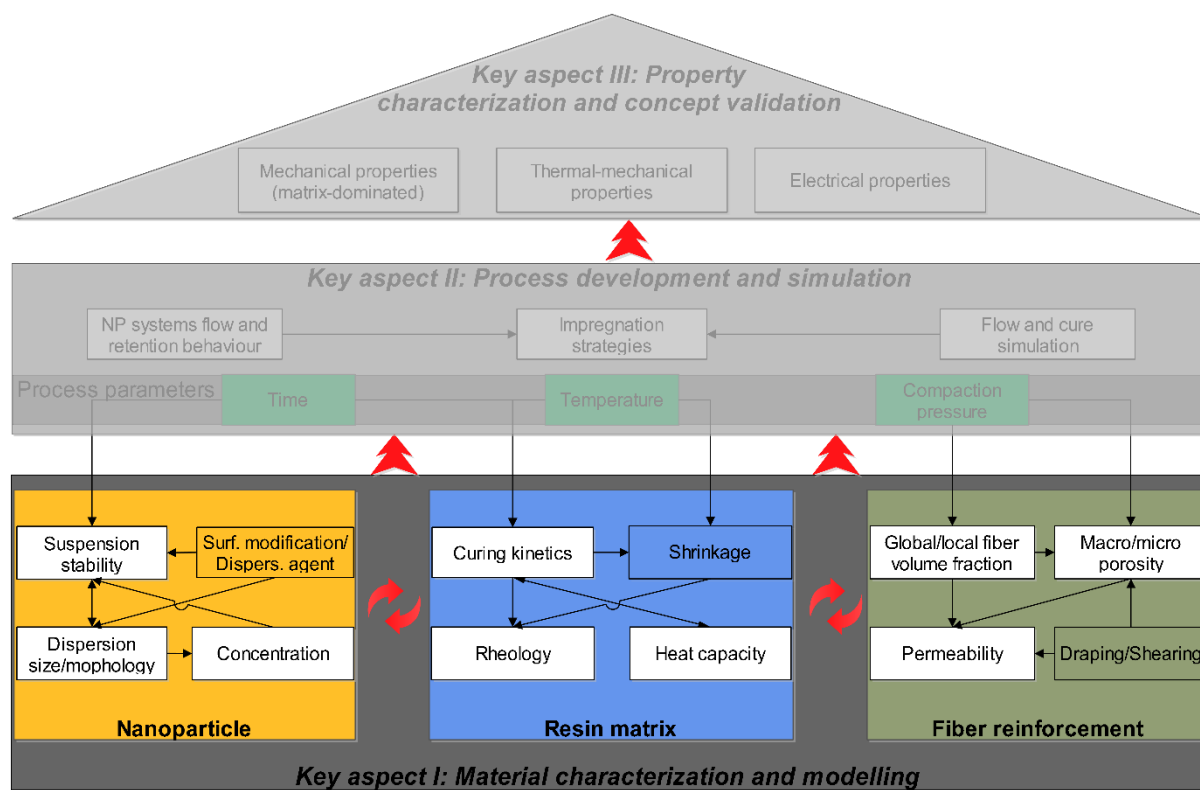 Key aspect III: Property
characterization and concept validation
Mechanical properties
(matrix-dominated)
Thermal-mechanical
properties
Electrical properties
Key aspect II: Process development and simulation
NP systems flow and
retention behaviour
Impregnation
strategies
Flow and cure
simulation
Process parameters
Time
Temperature
Compaction
pressure
Suspension
stability
Surf. modification/
Dispers. agent
Dispersion
size/mophology
Concentration
Nanoparticle
Curing kinetics
Shrinkage
Rheology
Heat capacity
Resin matrix
Global/local fiber
volume fraction
Macro/micro
porosity
Permeability
Draping/Shearing
Fiber reinforcement
Key aspect I: Material characterization and modelling